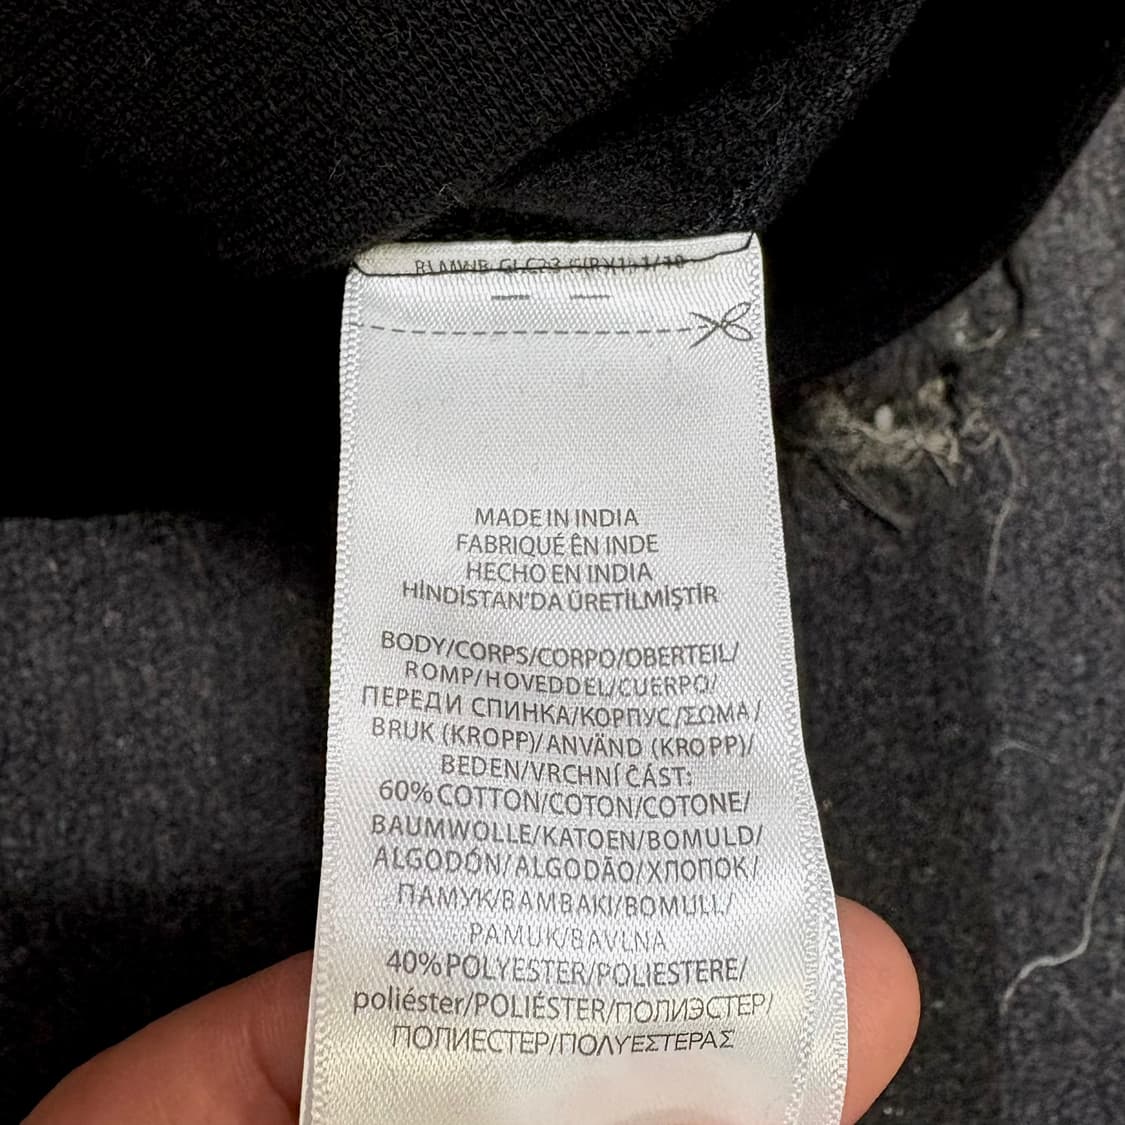 MADE IN INDIA
FABRIQUÉ ÊN INDE
HECHO EN INDIA
HİNDİSTAN'DA ÜRETİLMİŞTİR
BODY/CORPS/CORPO/OBERTEIL/
ROMP/HOVEDDEL/CUERPO/
ПЕРЕДИ СПИНКА/КОРПУС/ΣΩΜΑ/
BRUK (KROPP)/ANVÄND (KROPP)/
BEDEN/VRCHNÍ ČÁST:
60% COTTON/COTON/COTONE/
BAUMWOLLE/KATOEN/BOMULD/
ALGODÓN/ALGODÃO/ХЛОПОК/
ПАМУК/BAMBAKI/BOMULL/
PAMUK/BAVLNA
40% POLYESTER/POLIESTERE/
poliéster/POLIÉSTER/ПОЛИЭСТЕР/
ПОЛИЕСТЕР/ΠΟΛΥΕΣΤΕΡΑΣ